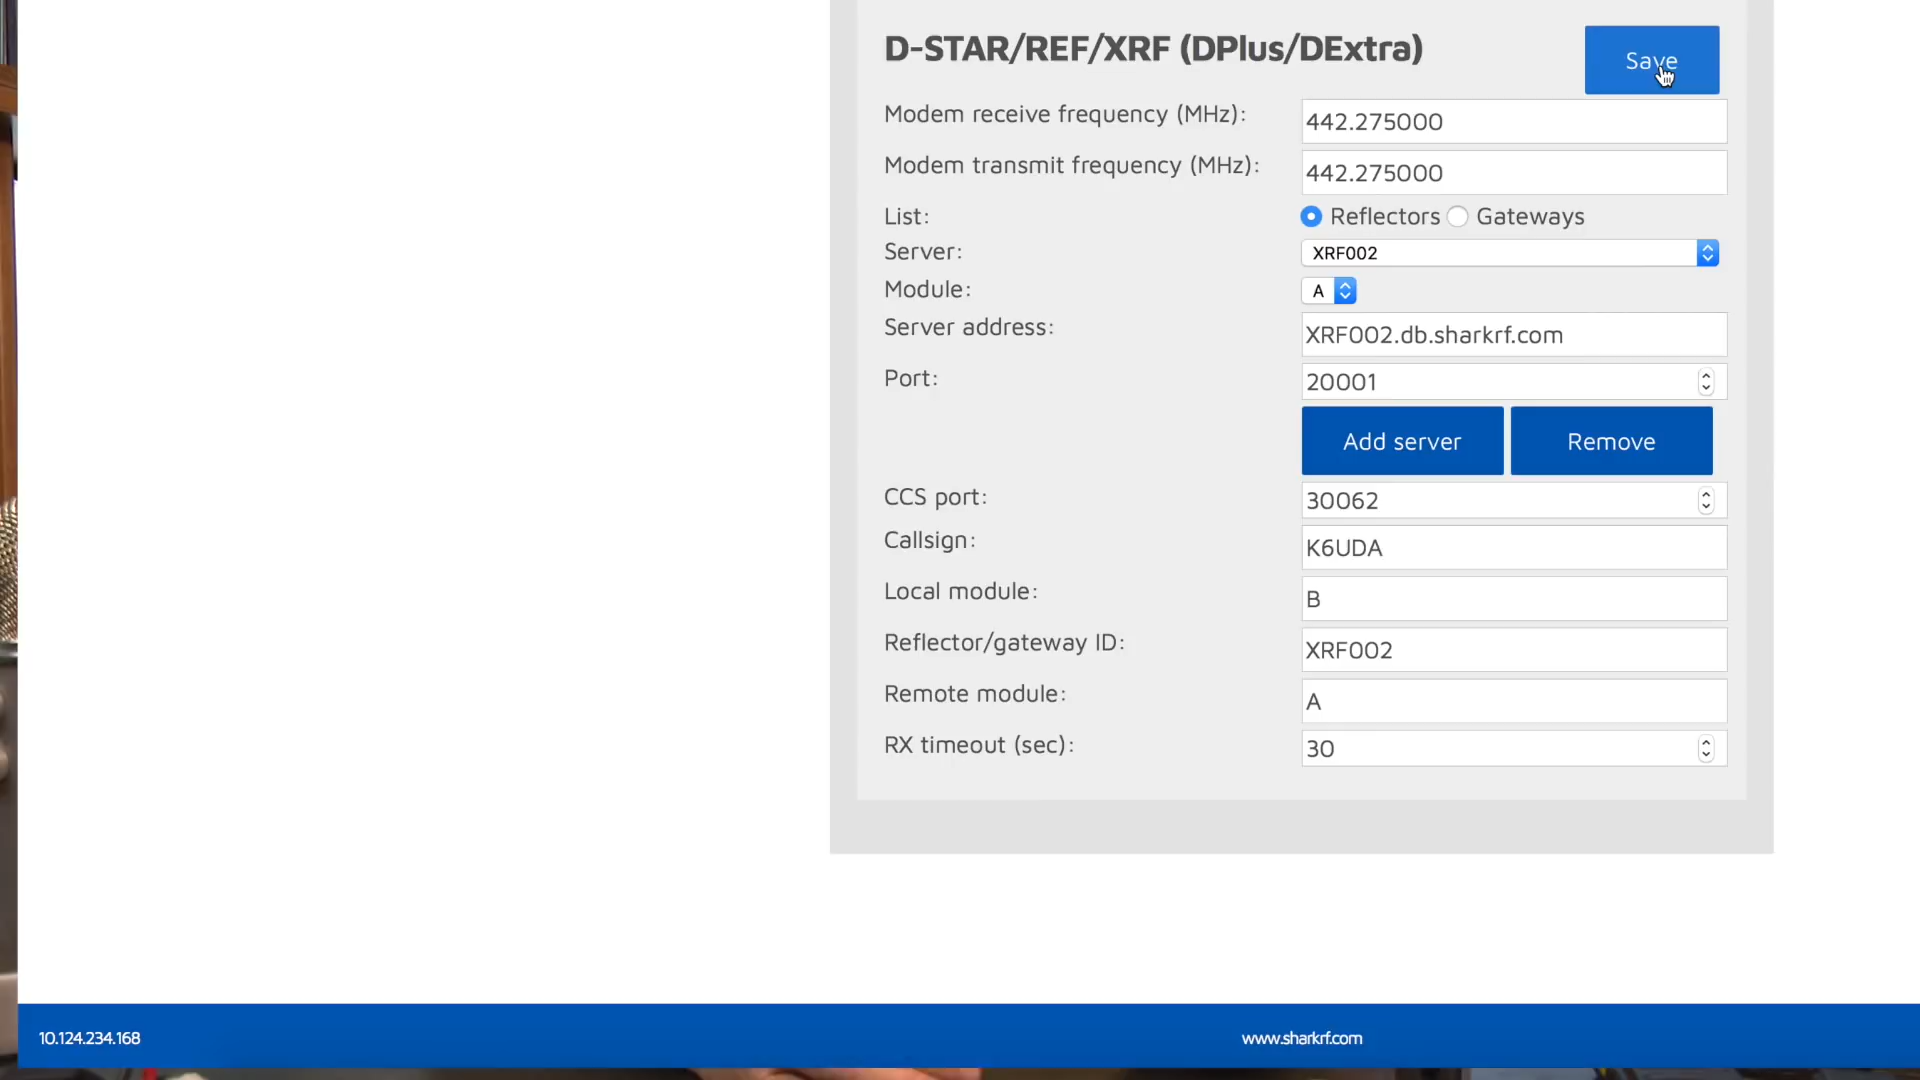 D-STAR/REF/XRF (DPlus/DExtra)
Save
Modem receive frequency (MHz): 442.275000
Modem transmit frequency (MHz): 442.275000
List: Reflectors Gateways
Server: XRF002
Module: A
Server address: XRF002.db.sharkrf.com
Port: 20001
Add server Remove
CCS port: 30062
Callsign: K6UDA
Local module: B
Reflector/gateway ID: XRF002
Remote module: A
RX timeout (sec): 30
10.124.234.168 www.sharkrf.com